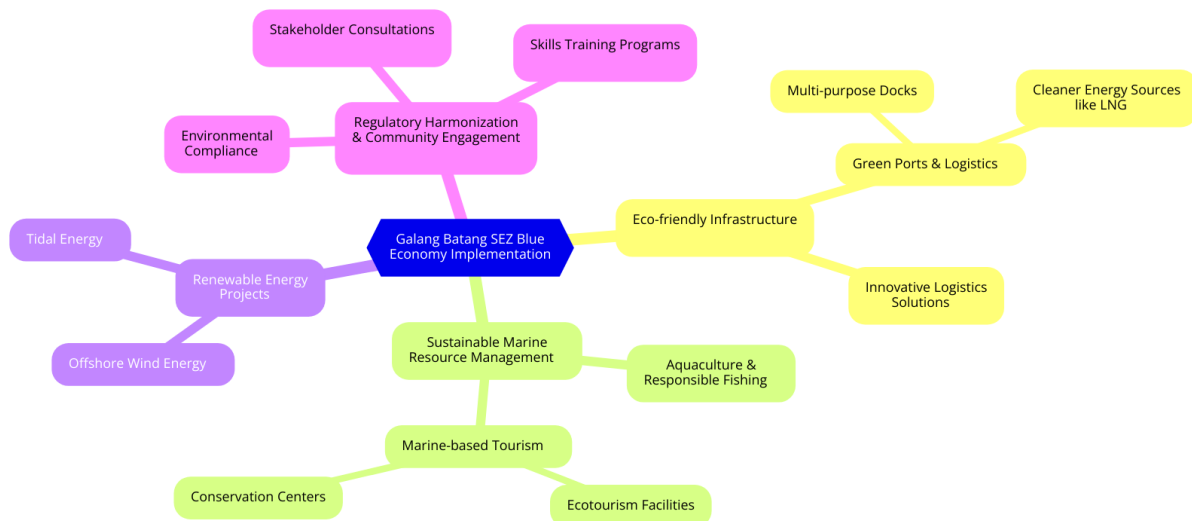 Stakeholder Consultations
Skills Training Programs
Regulatory Harmonization
& Community Engagement
Environmental
Compliance
Multi-purpose Docks
Cleaner Energy Sources
like LNG
Green Ports & Logistics
Eco-friendly Infrastructure
Innovative Logistics
Solutions
Galang Batang SEZ Blue
Economy Implementation
Tidal Energy
Renewable Energy
Projects
Offshore Wind Energy
Sustainable Marine
Resource Management
Aquaculture &
Responsible Fishing
Marine-based Tourism
Conservation Centers
Ecotourism Facilities